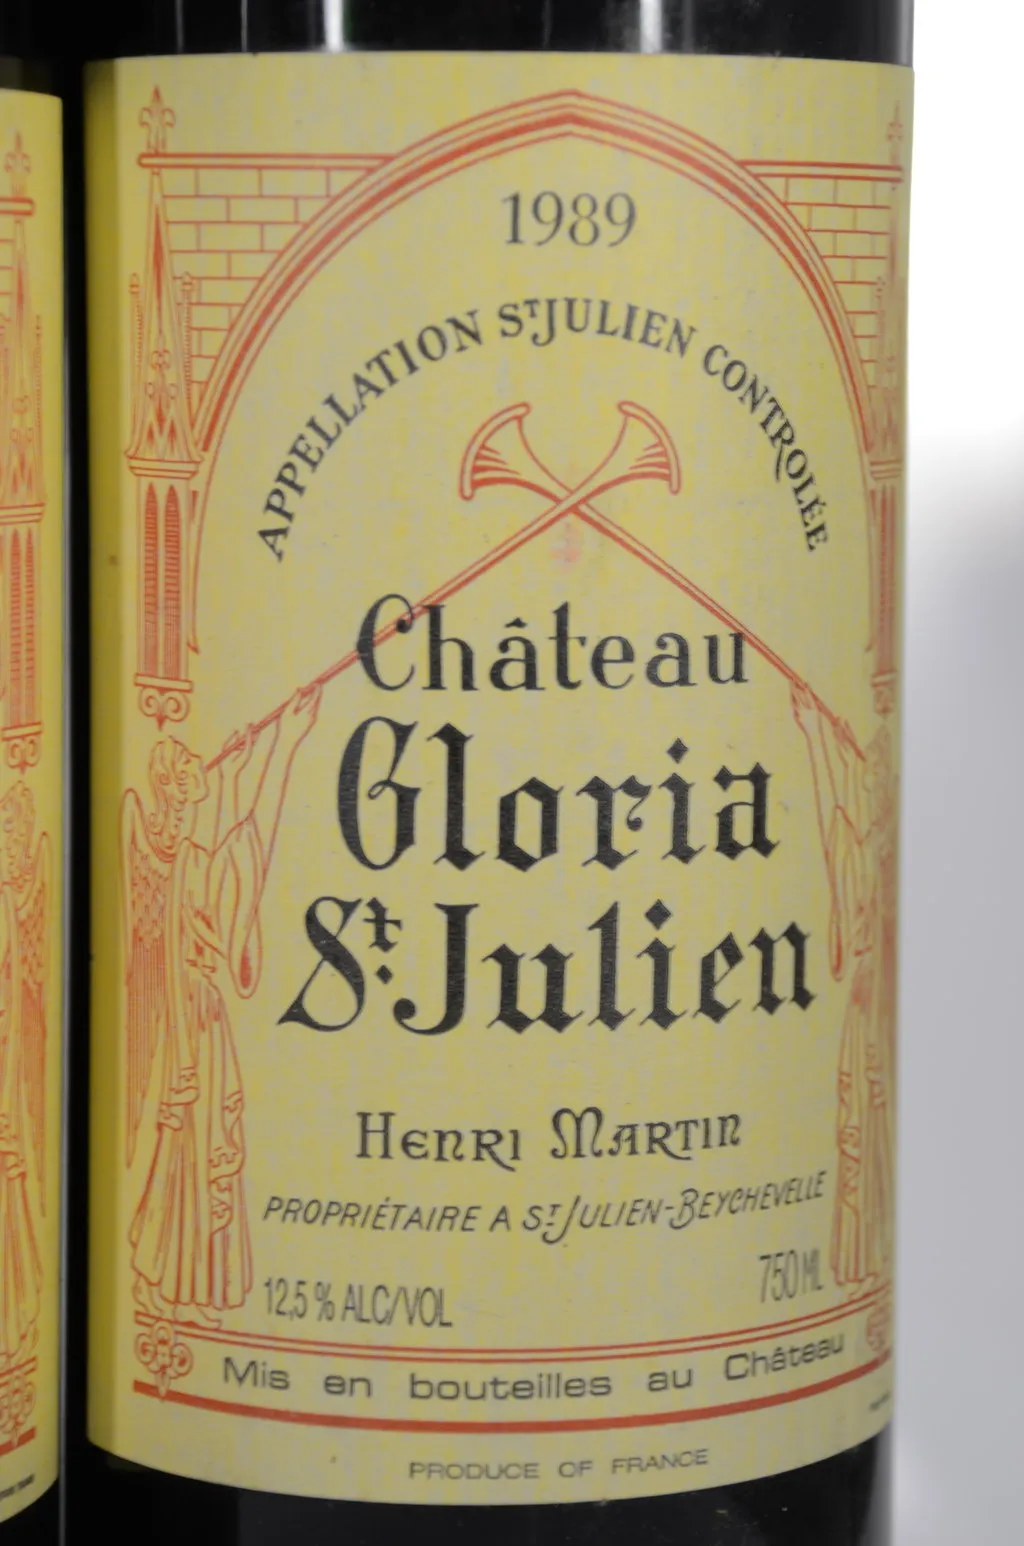 1989
APPELLATION ST JULIEN CONTROLÉE
Château
Gloria
St. Julien
HENRI MARTIN
PROPRIÉTAIRE A ST JULIEN-BEYCHEVELLE
12,5 % ALC/VOL
750 ML
Mis en bouteilles au Château
PRODUCE OF FRANCE